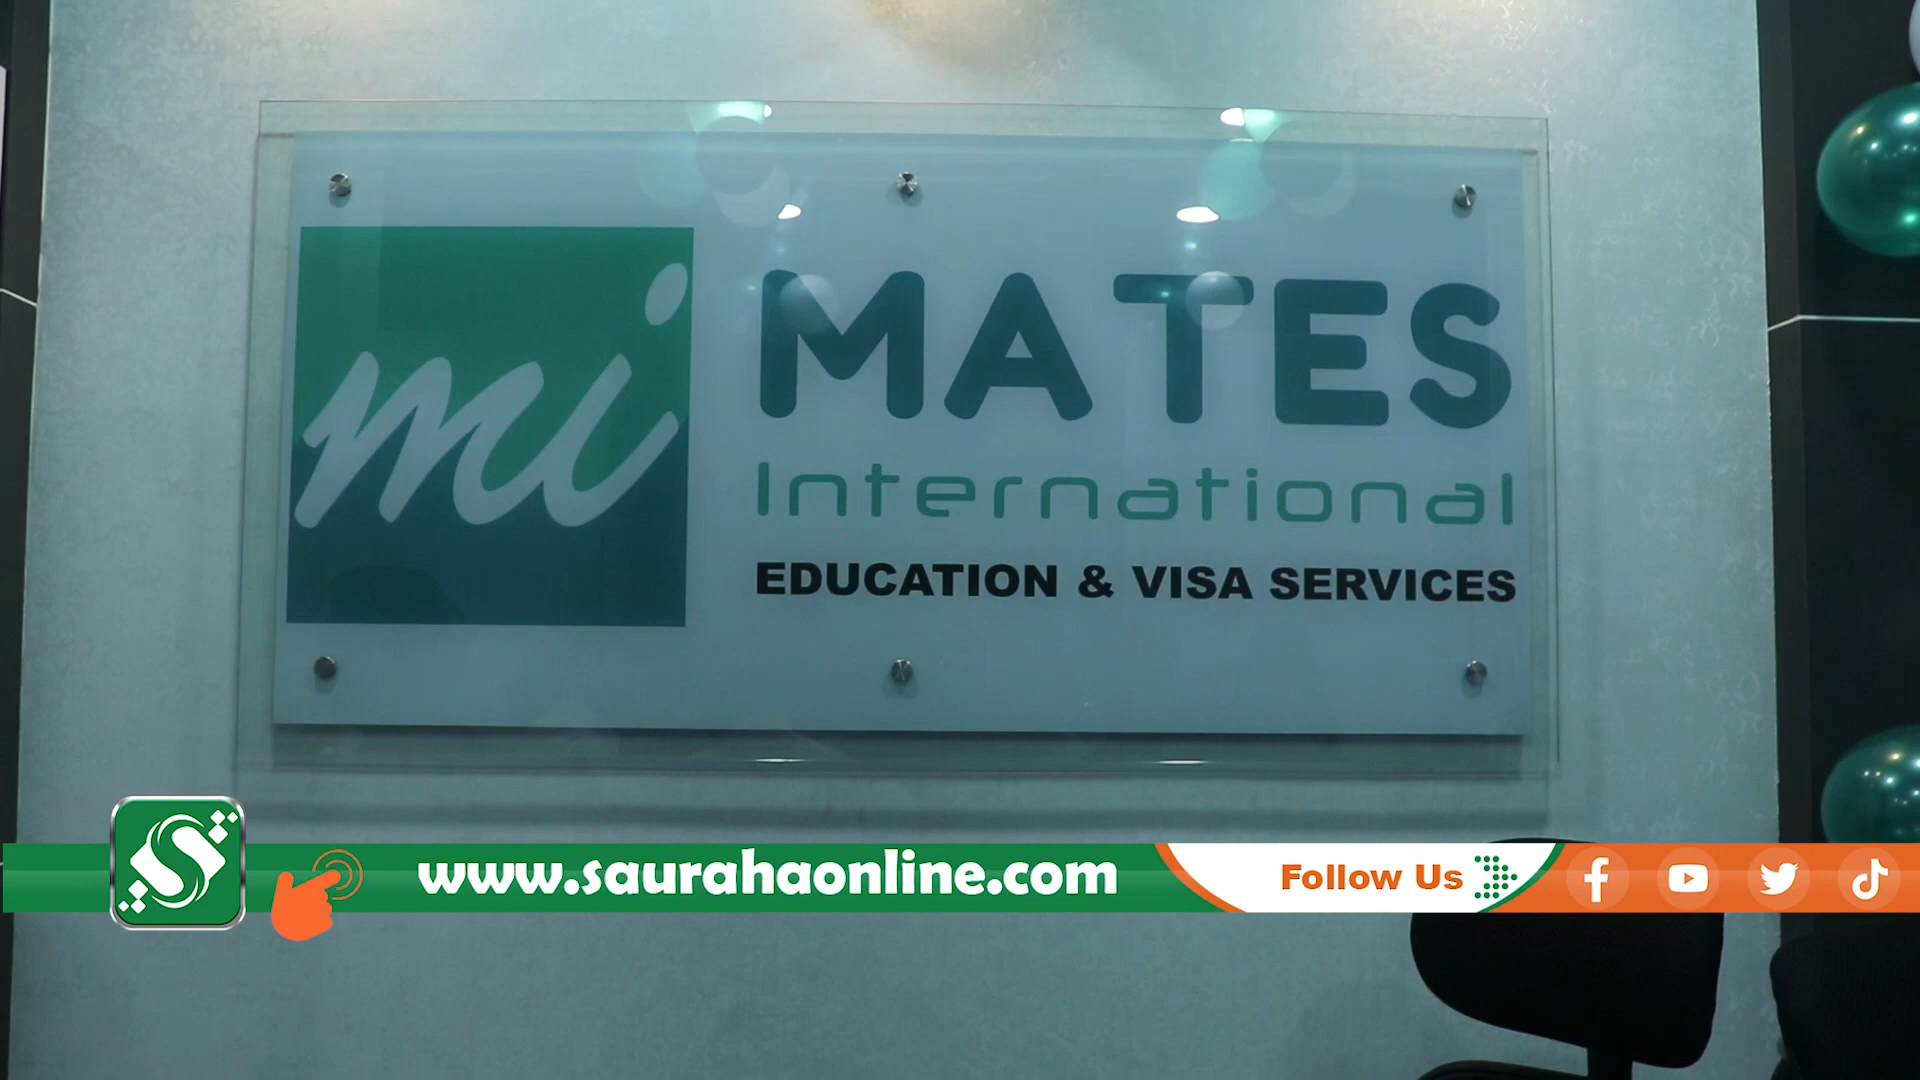 mi
MATES
International
EDUCATION & VISA SERVICES
S
www.saurahaonline.com
Follow Us